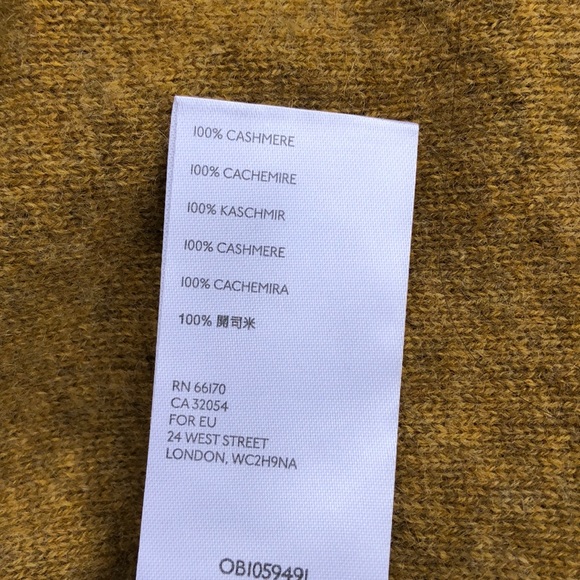 100% CASHMERE
100% CACHEMIRE
100% KASCHMIR
100% CASHMERE
100% CACHEMIRA
100% 開司米
RN 66170
CA 32054
FOR EU
24 WEST STREET
LONDON, WC2H9NA
OB1059491